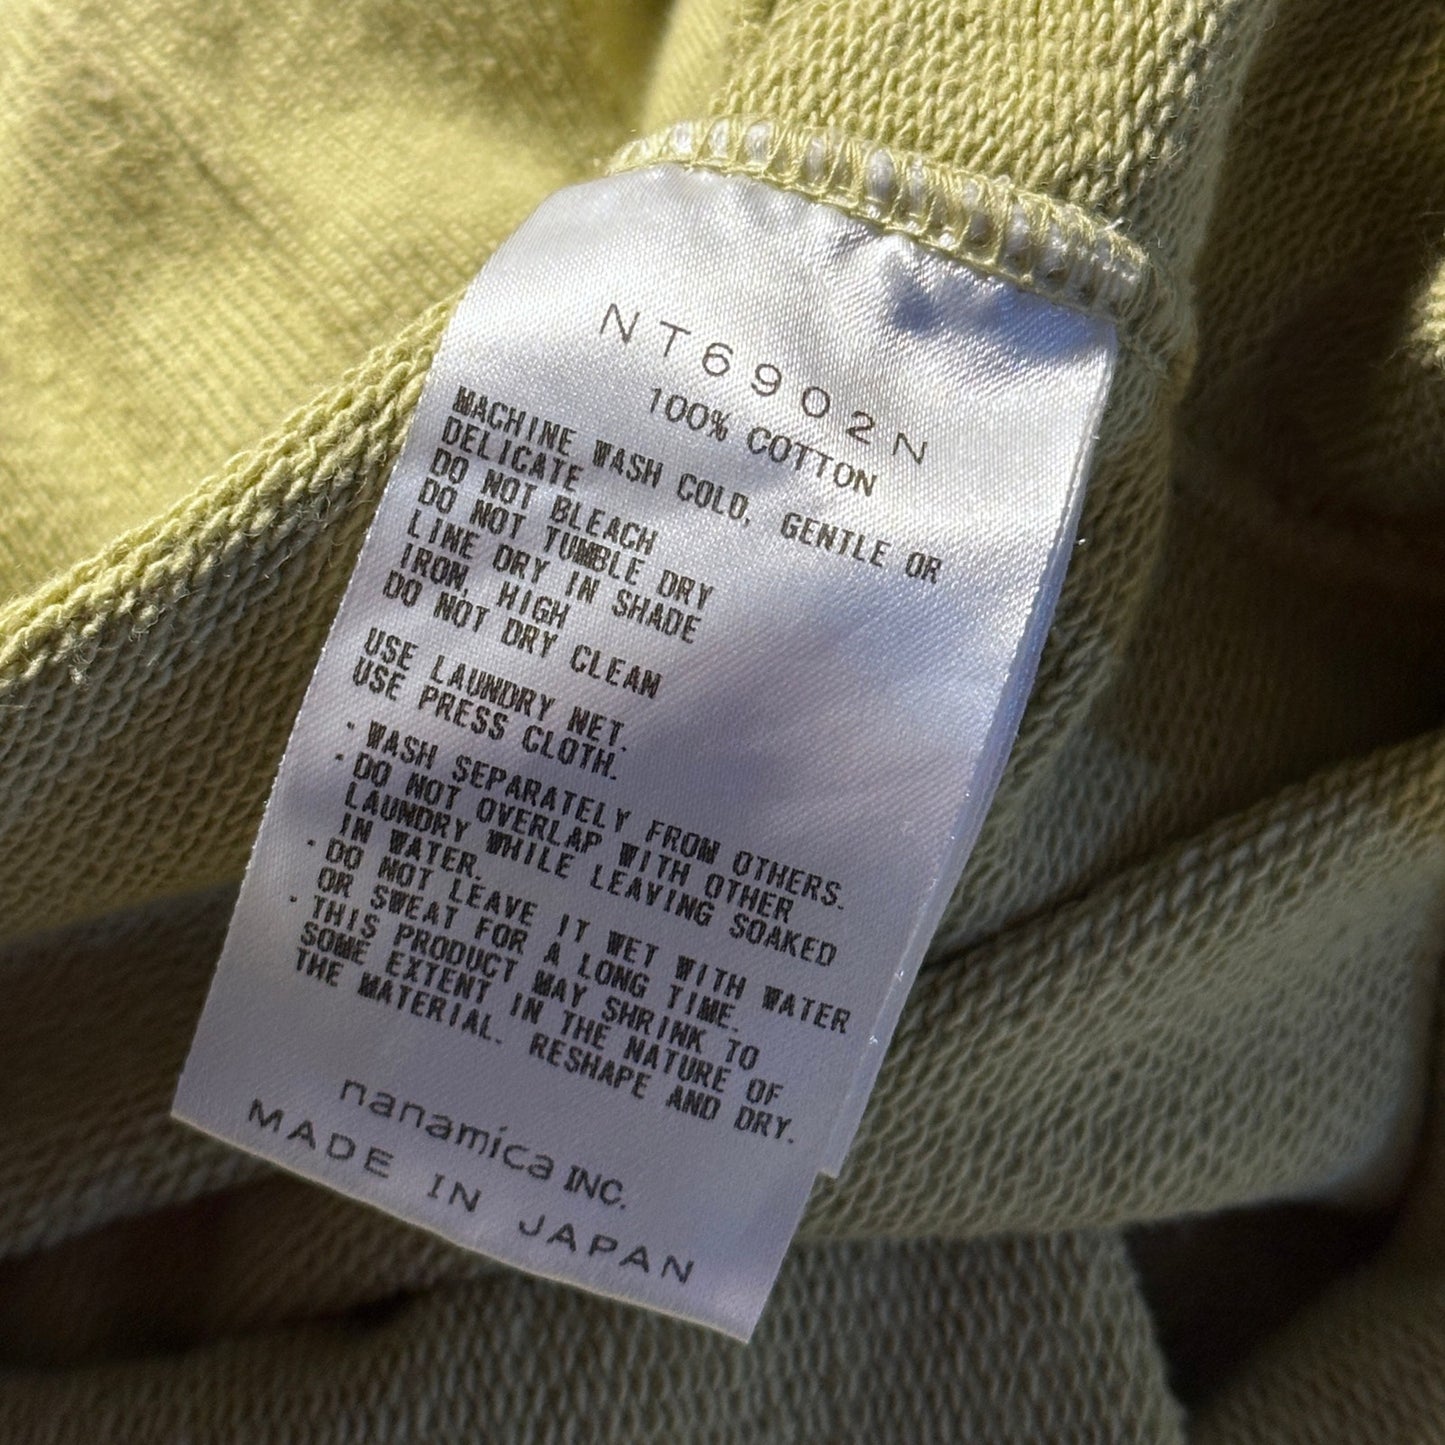 NT6902N
100% COTTON
MACHINE WASH COLD, GENTLE OR
DELICATE
DO NOT BLEACH
DO NOT TUMBLE DRY
LINE DRY IN SHADE
IRON, HIGH
DO NOT DRY CLEAN
USE LAUNDRY NET.
USE PRESS CLOTH.
・WASH SEPARATELY FROM OTHERS.
・DO NOT OVERLAP WITH OTHER
LAUNDRY WHILE LEAVING SOAKED
IN WATER.
・DO NOT LEAVE IT WET WITH WATER
OR SWEAT FOR A LONG TIME.
・THIS PRODUCT MAY SHRINK TO
SOME EXTENT IN THE NATURE OF
THE MATERIAL. RESHAPE AND DRY.
nanamica INC.
MADE IN JAPAN